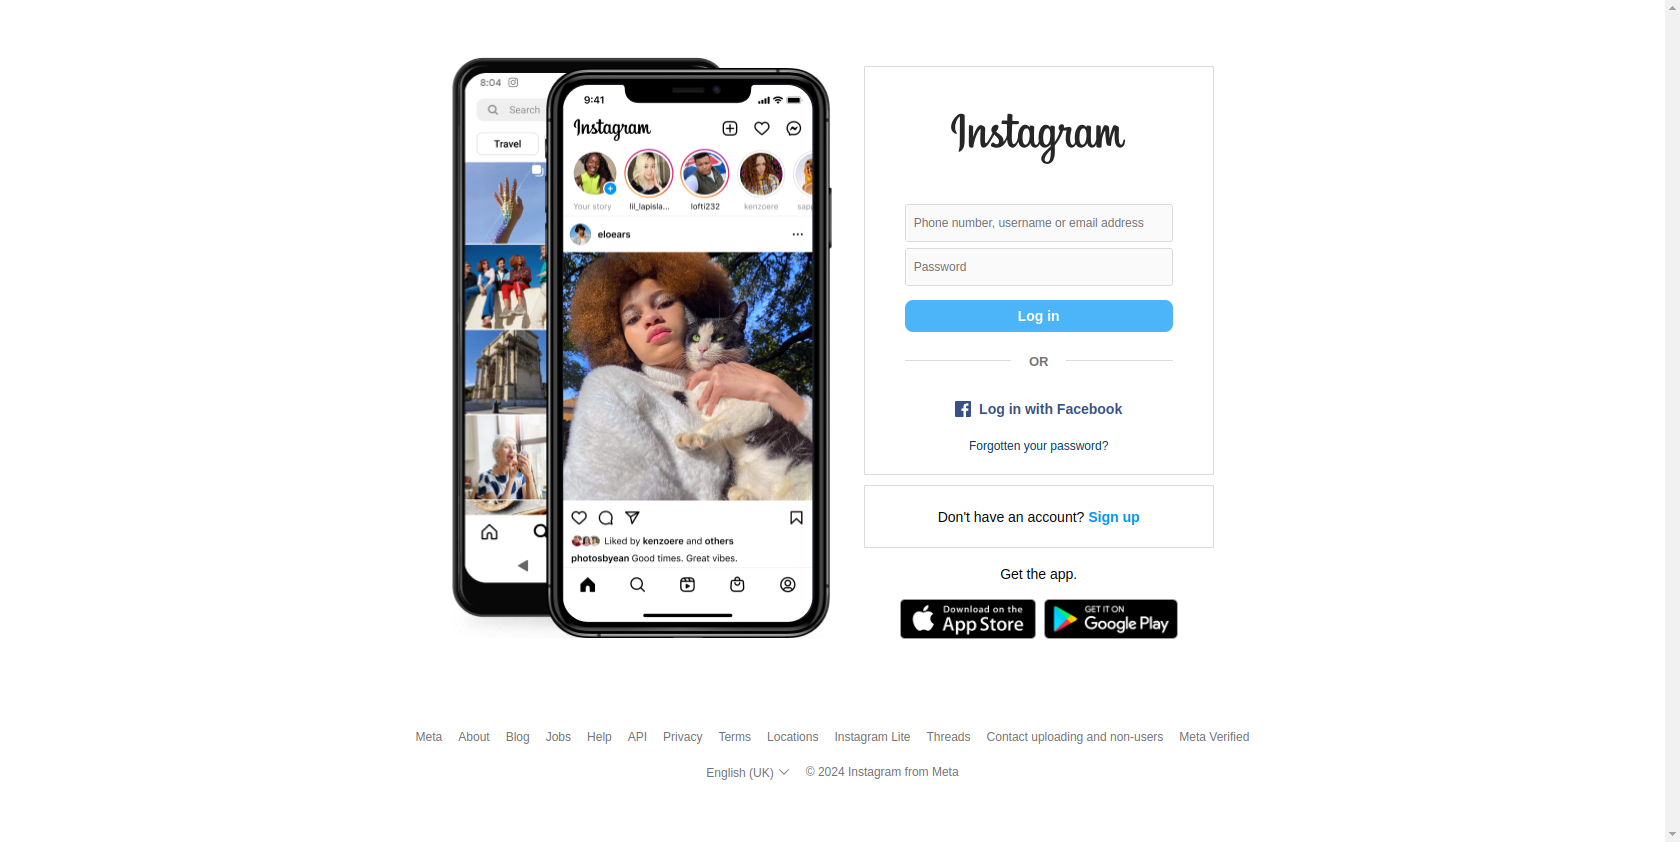 8:04
Search
Travel
9:41
Instagram
Your story
lil_lapisla...
lofti232
kenzoere
sapp
eloears
Liked by kenzoere and others
photosbyean Good times. Great vibes.
Instagram
Phone number, username or email address
Password
Log in
OR
Log in with Facebook
Forgotten your password?
Don't have an account? Sign up
Get the app.
Download on the
App Store
GET IT ON
Google Play
Meta About Blog Jobs Help API Privacy Terms Locations Instagram Lite Threads Contact uploading and non-users Meta Verified
English (UK) © 2024 Instagram from Meta